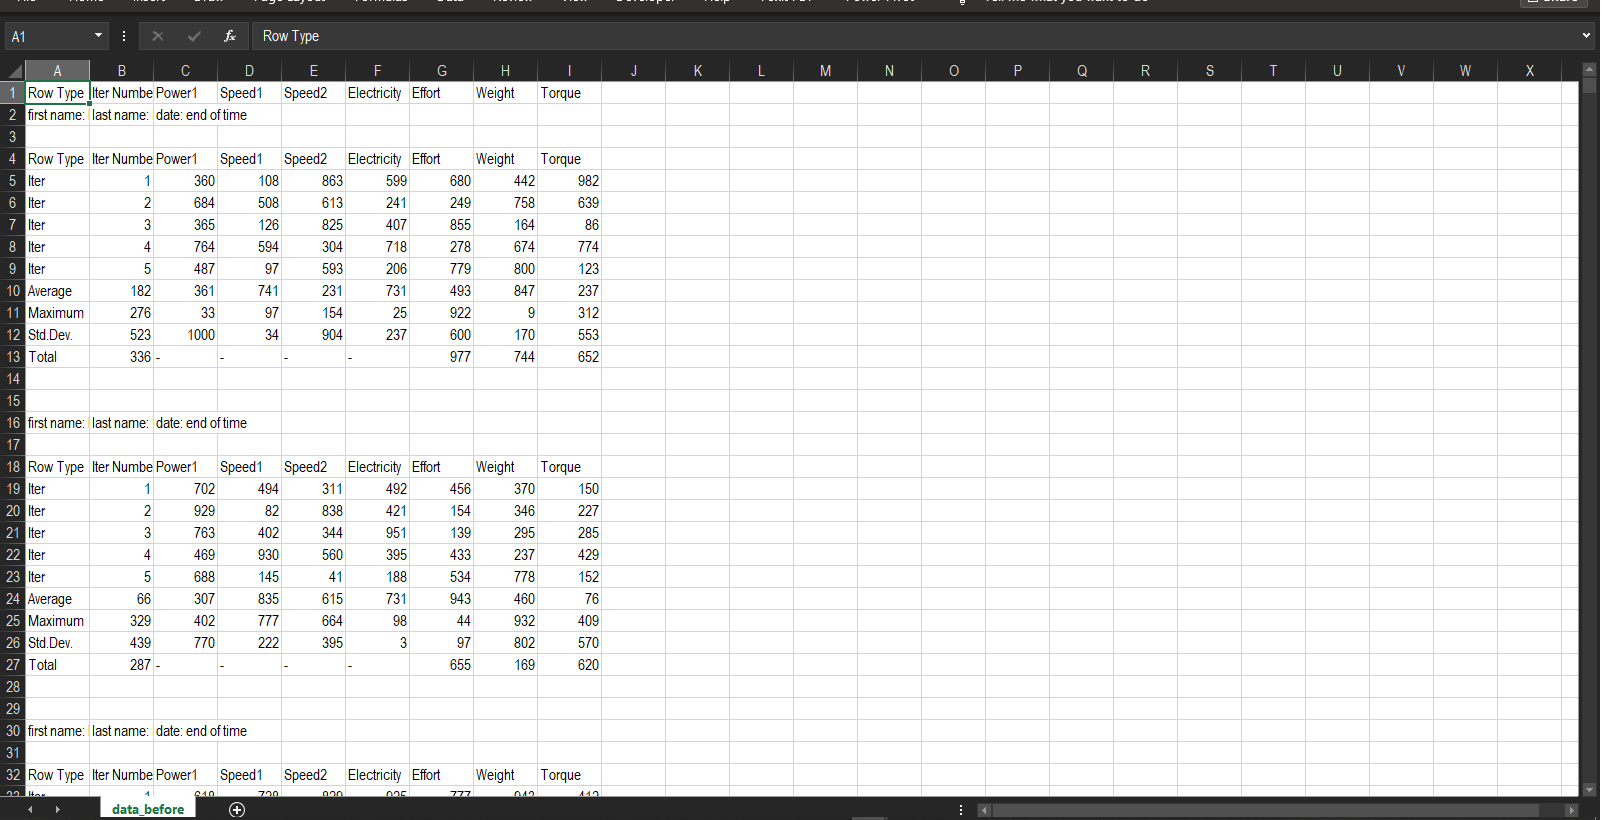 A1 Row Type
A B C D E F G H I J K L M N O P Q R S T U V W X
1 Row Type Iter Numbe Power1 Speed1 Speed2 Electricity Effort Weight Torque
2 first name: last name: date: end of time
3
4 Row Type Iter Numbe Power1 Speed1 Speed2 Electricity Effort Weight Torque
5 Iter 1 360 108 863 599 680 442 982
6 Iter 2 684 508 613 241 249 758 639
7 Iter 3 365 126 825 407 855 164 86
8 Iter 4 764 594 304 718 278 674 774
9 Iter 5 487 97 593 206 779 800 123
10 Average 182 361 741 231 731 493 847 237
11 Maximum 276 33 97 154 25 922 9 312
12 Std.Dev. 523 1000 34 904 237 600 170 553
13 Total 336 - - - - 977 744 652
14
15
16 first name: last name: date: end of time
17
18 Row Type Iter Numbe Power1 Speed1 Speed2 Electricity Effort Weight Torque
19 Iter 1 702 494 311 492 456 370 150
20 Iter 2 929 82 838 421 154 346 227
21 Iter 3 763 402 344 951 139 295 285
22 Iter 4 469 930 560 395 433 237 429
23 Iter 5 688 145 41 188 534 778 152
24 Average 66 307 835 615 731 943 460 76
25 Maximum 329 402 777 664 98 44 932 409
26 Std.Dev. 439 770 222 395 3 97 802 570
27 Total 287 - - - - 655 169 620
28
29
30 first name: last name: date: end of time
31
32 Row Type Iter Numbe Power1 Speed1 Speed2 Electricity Effort Weight Torque
data_before